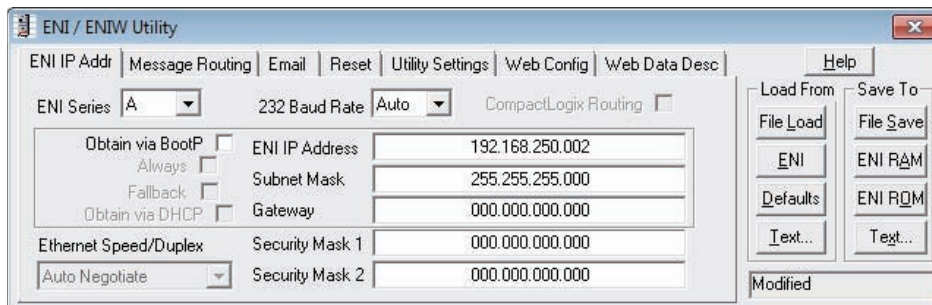 ENI / ENIW Utility
ENI IP Addr Message Routing Email Reset Utility Settings Web Config Web Data Desc Help
ENI Series A 232 Baud Rate Auto CompactLogix Routing
Load From Save To
Obtain via BootP ENI IP Address 192.168.250.002 File Load File Save
Always
Subnet Mask 255.255.255.000 ENI ENI RAM
Fallback
Obtain via DHCP Gateway 000.000.000.000 Defaults ENI ROM
Ethernet Speed/Duplex Security Mask 1 000.000.000.000 Text... Text...
Auto Negotiate Security Mask 2 000.000.000.000 Modified